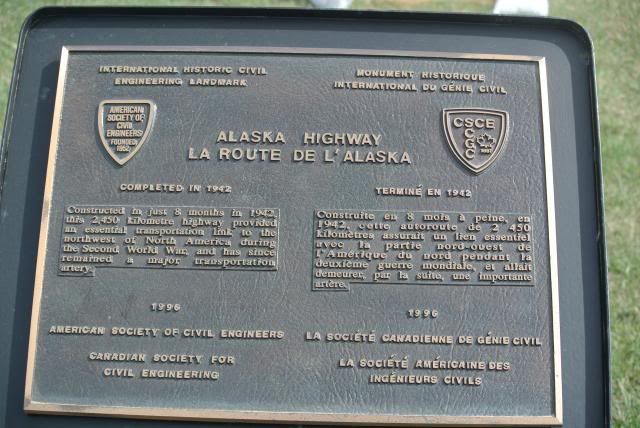 INTERNATIONAL HISTORIC CIVIL
ENGINEERING LANDMARK
MONUMENT HISTORIQUE
INTERNATIONAL DU GÉNIE CIVIL
AMERICAN
SOCIETY OF
CIVIL
ENGINEERS
FOUNDED
1852
CSCE
C
G
C
ALASKA HIGHWAY
LA ROUTE DE L'ALASKA
COMPLETED IN 1942
Constructed in just 8 months in 1942,
this 2,450 kilometre highway provided
an essential transportation link to the
northwest of North America during
the Second World War, and has since
remained a major transportation
artery.
1996
AMERICAN SOCIETY OF CIVIL ENGINEERS
CANADIAN SOCIETY FOR
CIVIL ENGINEERING
TERMINÉ EN 1942
Construite en 8 mois à peine, en
1942, cette autoroute de 2 450
kilomètres assurait un lien essentiel
avec la partie nord-ouest de
l'Amérique du nord pendant la
deuxième guerre mondiale, et allait
demeurer, par la suite, une importante
artère.
1996
LA SOCIÉTÉ CANADIENNE DE GÉNIE CIVIL
LA SOCIÉTÉ AMÉRICAINE DES
INGÉNIEURS CIVILS